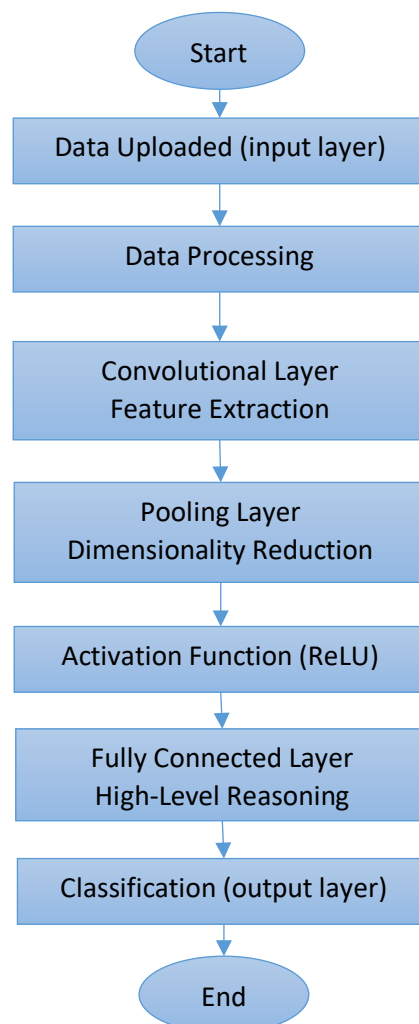 Start
Data Uploaded (input layer)
Data Processing
Convolutional Layer
Feature Extraction
Pooling Layer
Dimensionality Reduction
Activation Function (ReLU)
Fully Connected Layer
High-Level Reasoning
Classification (output layer)
End